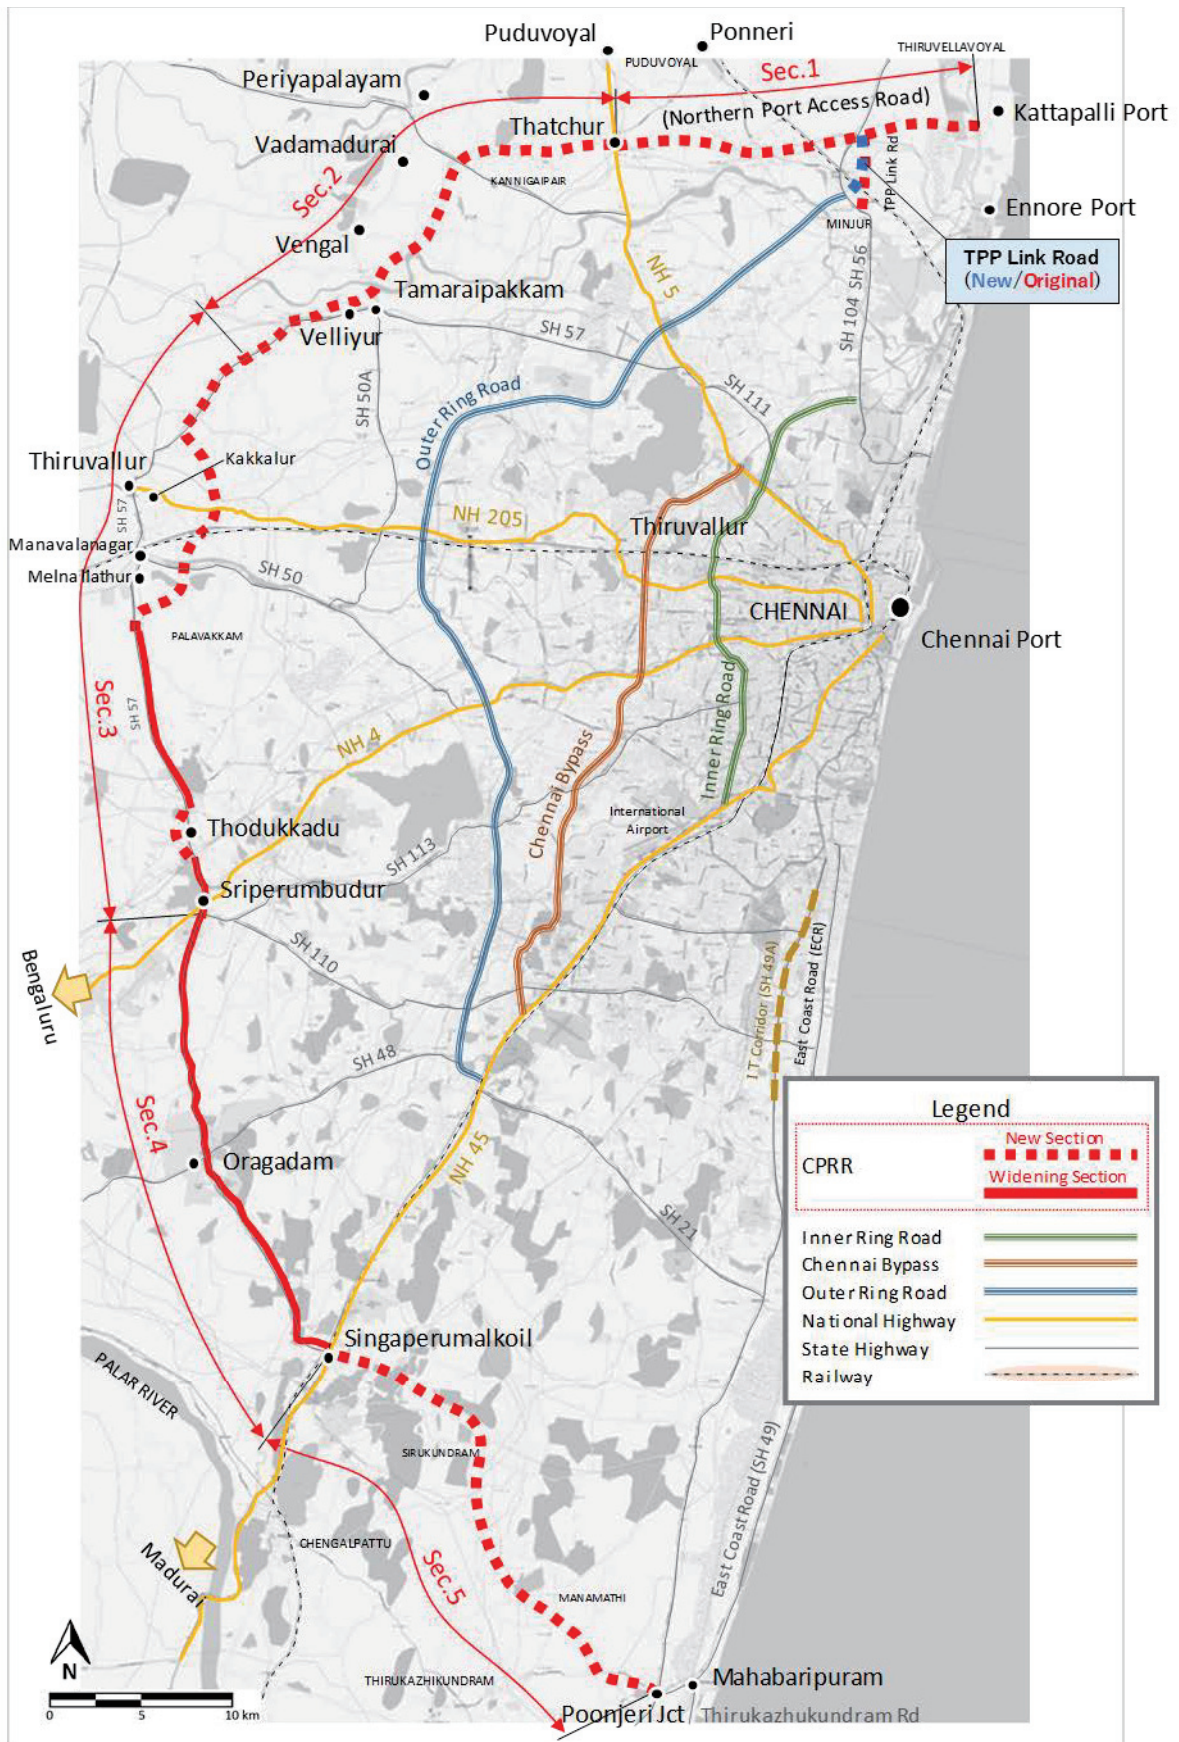 Puduvoyal
Ponneri
THIRUVELLAVOYAL
PUDUVOYAL
Sec.1
Periyapalayam
(Northern Port Access Road)
Kattapalli Port
Thatchur
Vadamadurai
KANNIGAIPAIR
TPP Link Rd
Sec.2
Ennore Port
MINJUR
Vengal
TPP Link Road
(New/Original)
NH 5
SH 56
SH 104
Tamaraipakkam
Velliyur
SH 57
SH 50A
SH 111
Outer Ring Road
Thiruvallur
Kakkalur
SH 57
NH 205
Thiruvallur
Manavalanagar
Melnallathur
SH 50
CHENNAI
Chennai Port
PALAVAKKAM
Sec.3
SH 57
Inner Ring Road
NH 4
Chennai Bypass
International
Airport
Thodukkadu
SH 113
Sriperumbudur
SH 110
Bengaluru
I.T Corridor (SH 49A)
East Coast Road (ECR)
SH 48
Sec.4
Oragadam
NH 45
SH 21
Legend
CPRR
New Section
Widening Section
Inner Ring Road
Chennai Bypass
Outer Ring Road
National Highway
State Highway
Railway
Singaperumalkoil
PALAR RIVER
SIRUKUNDRAM
East Coast Road (SH 49)
CHENGALPATTU
Madurai
Sec.5
MANAMATHI
THIRUKAZHIKUNDRAM
Mahabaripuram
Poonjeri Jct
Thirukazhukundram Rd
N
0 5 10 km